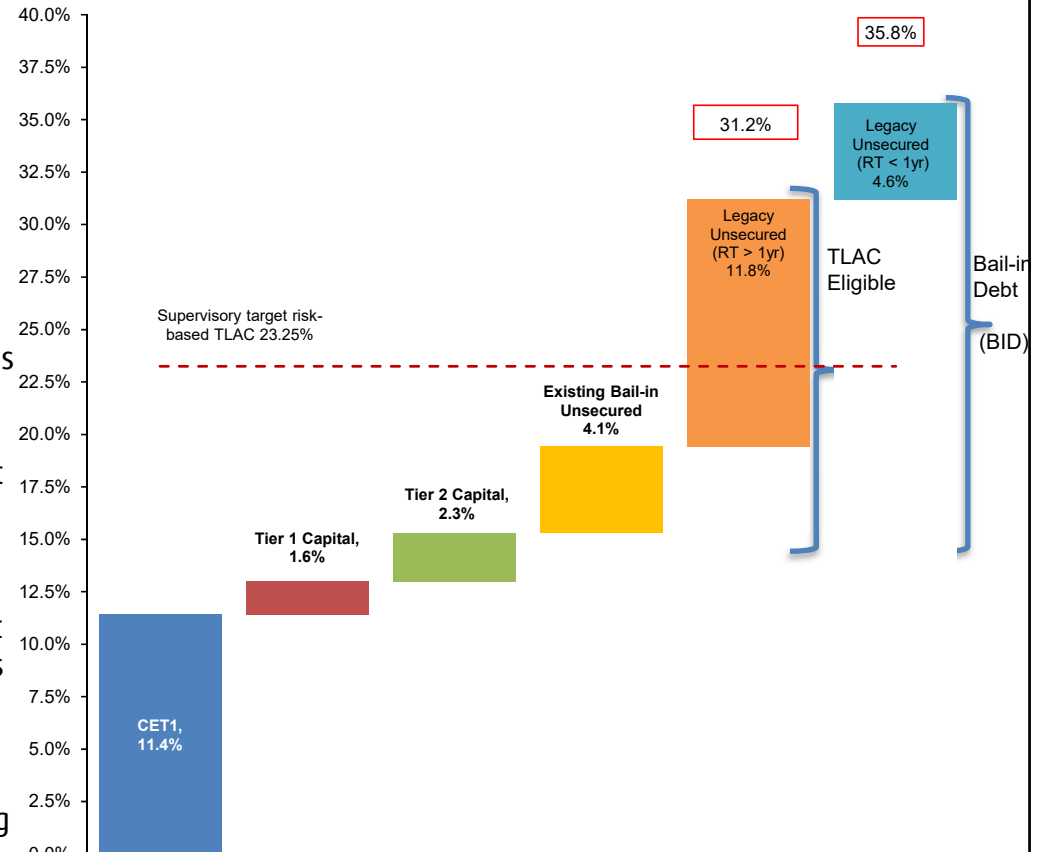 40.0%
37.5%
35.0%
32.5%
30.0%
27.5%
25.0%
22.5%
20.0%
17.5%
15.0%
12.5%
10.0%
7.5%
5.0%
2.5%
0.0%
35.8%
31.2%
Legacy
Unsecured
(RT < 1yr)
4.6%
Legacy
Unsecured
(RT > 1yr)
11.8%
TLAC
Eligible
Bail-in
Debt
(BID)
Supervisory target risk-
based TLAC 23.25%
Existing Bail-in
Unsecured
4.1%
Tier 2 Capital,
2.3%
Tier 1 Capital,
1.6%
CET1,
11.4%